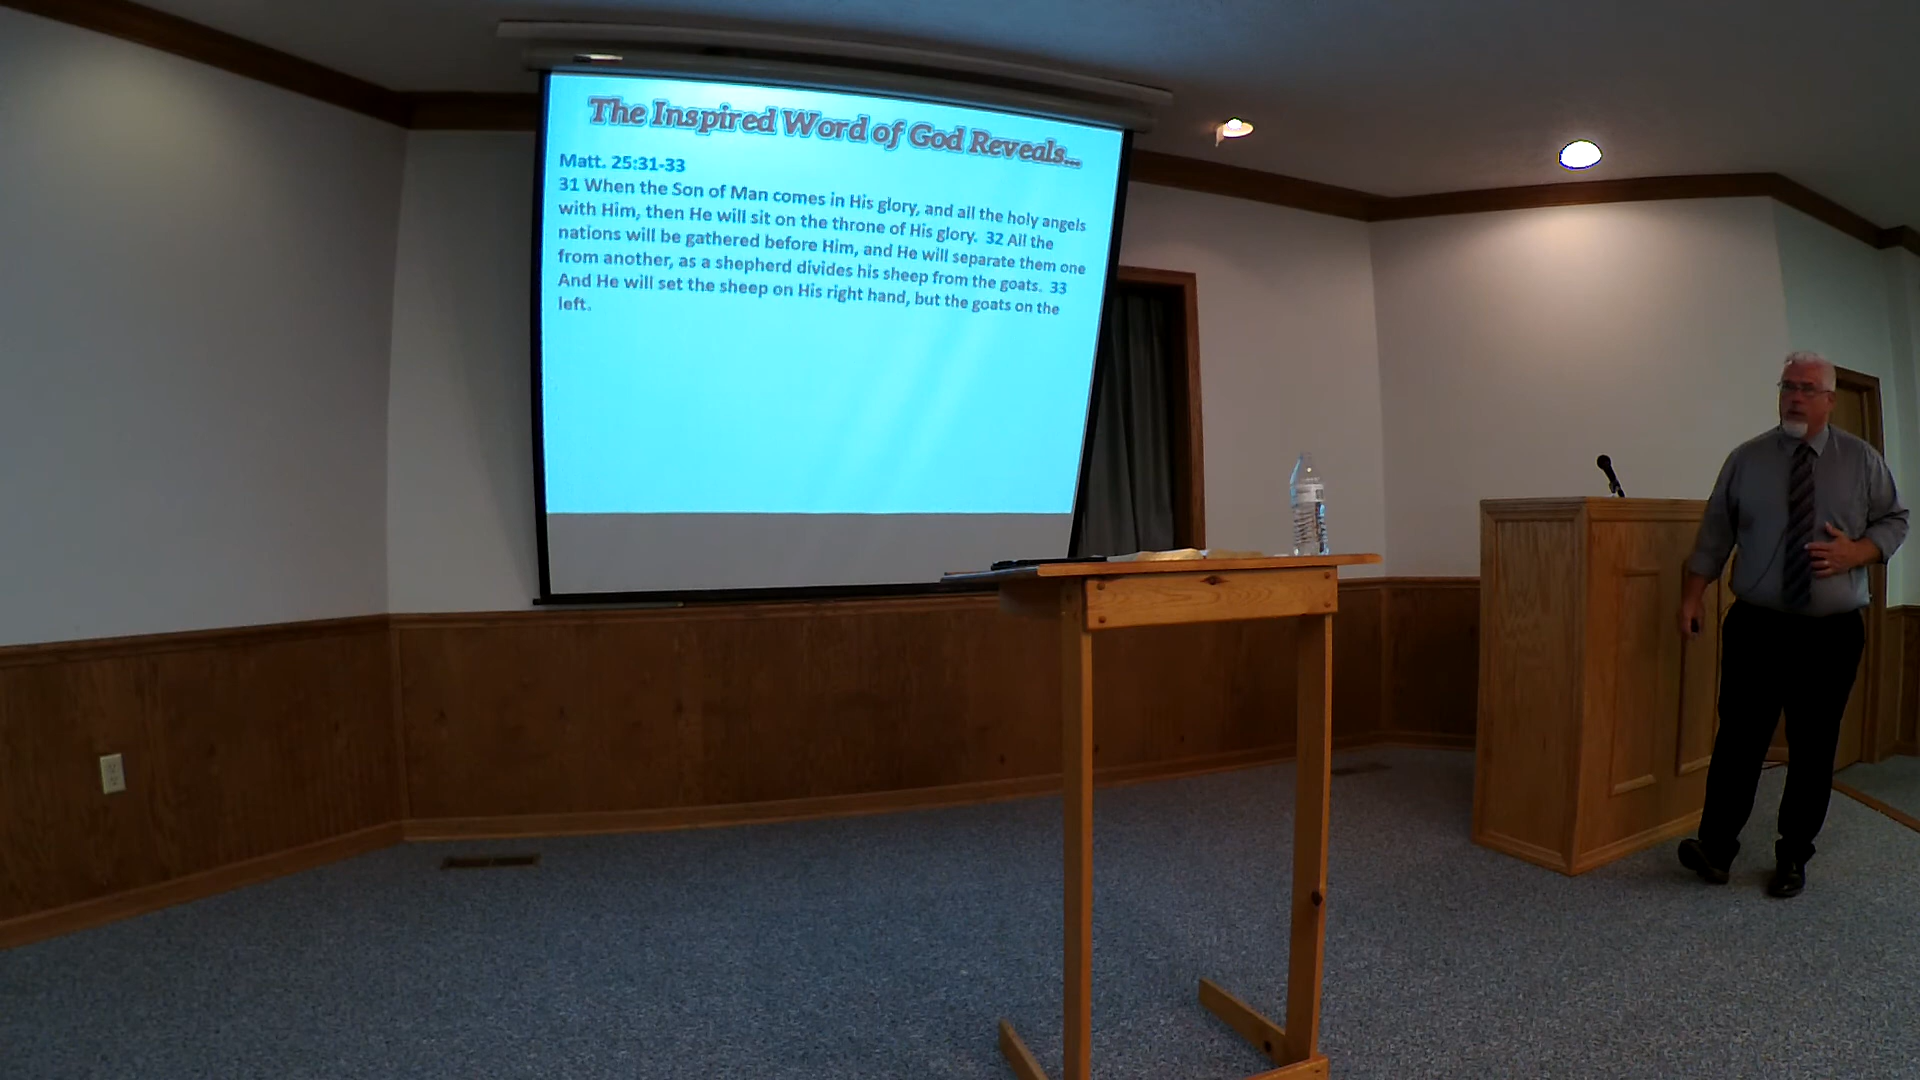 The Inspired Word of God Reveals...
Matt. 25:31-33
31 When the Son of Man comes in His glory, and all the holy angels
with Him, then He will sit on the throne of His glory. 32 All the
nations will be gathered before Him, and He will separate them one
from another, as a shepherd divides his sheep from the goats. 33
And He will set the sheep on His right hand, but the goats on the
left.